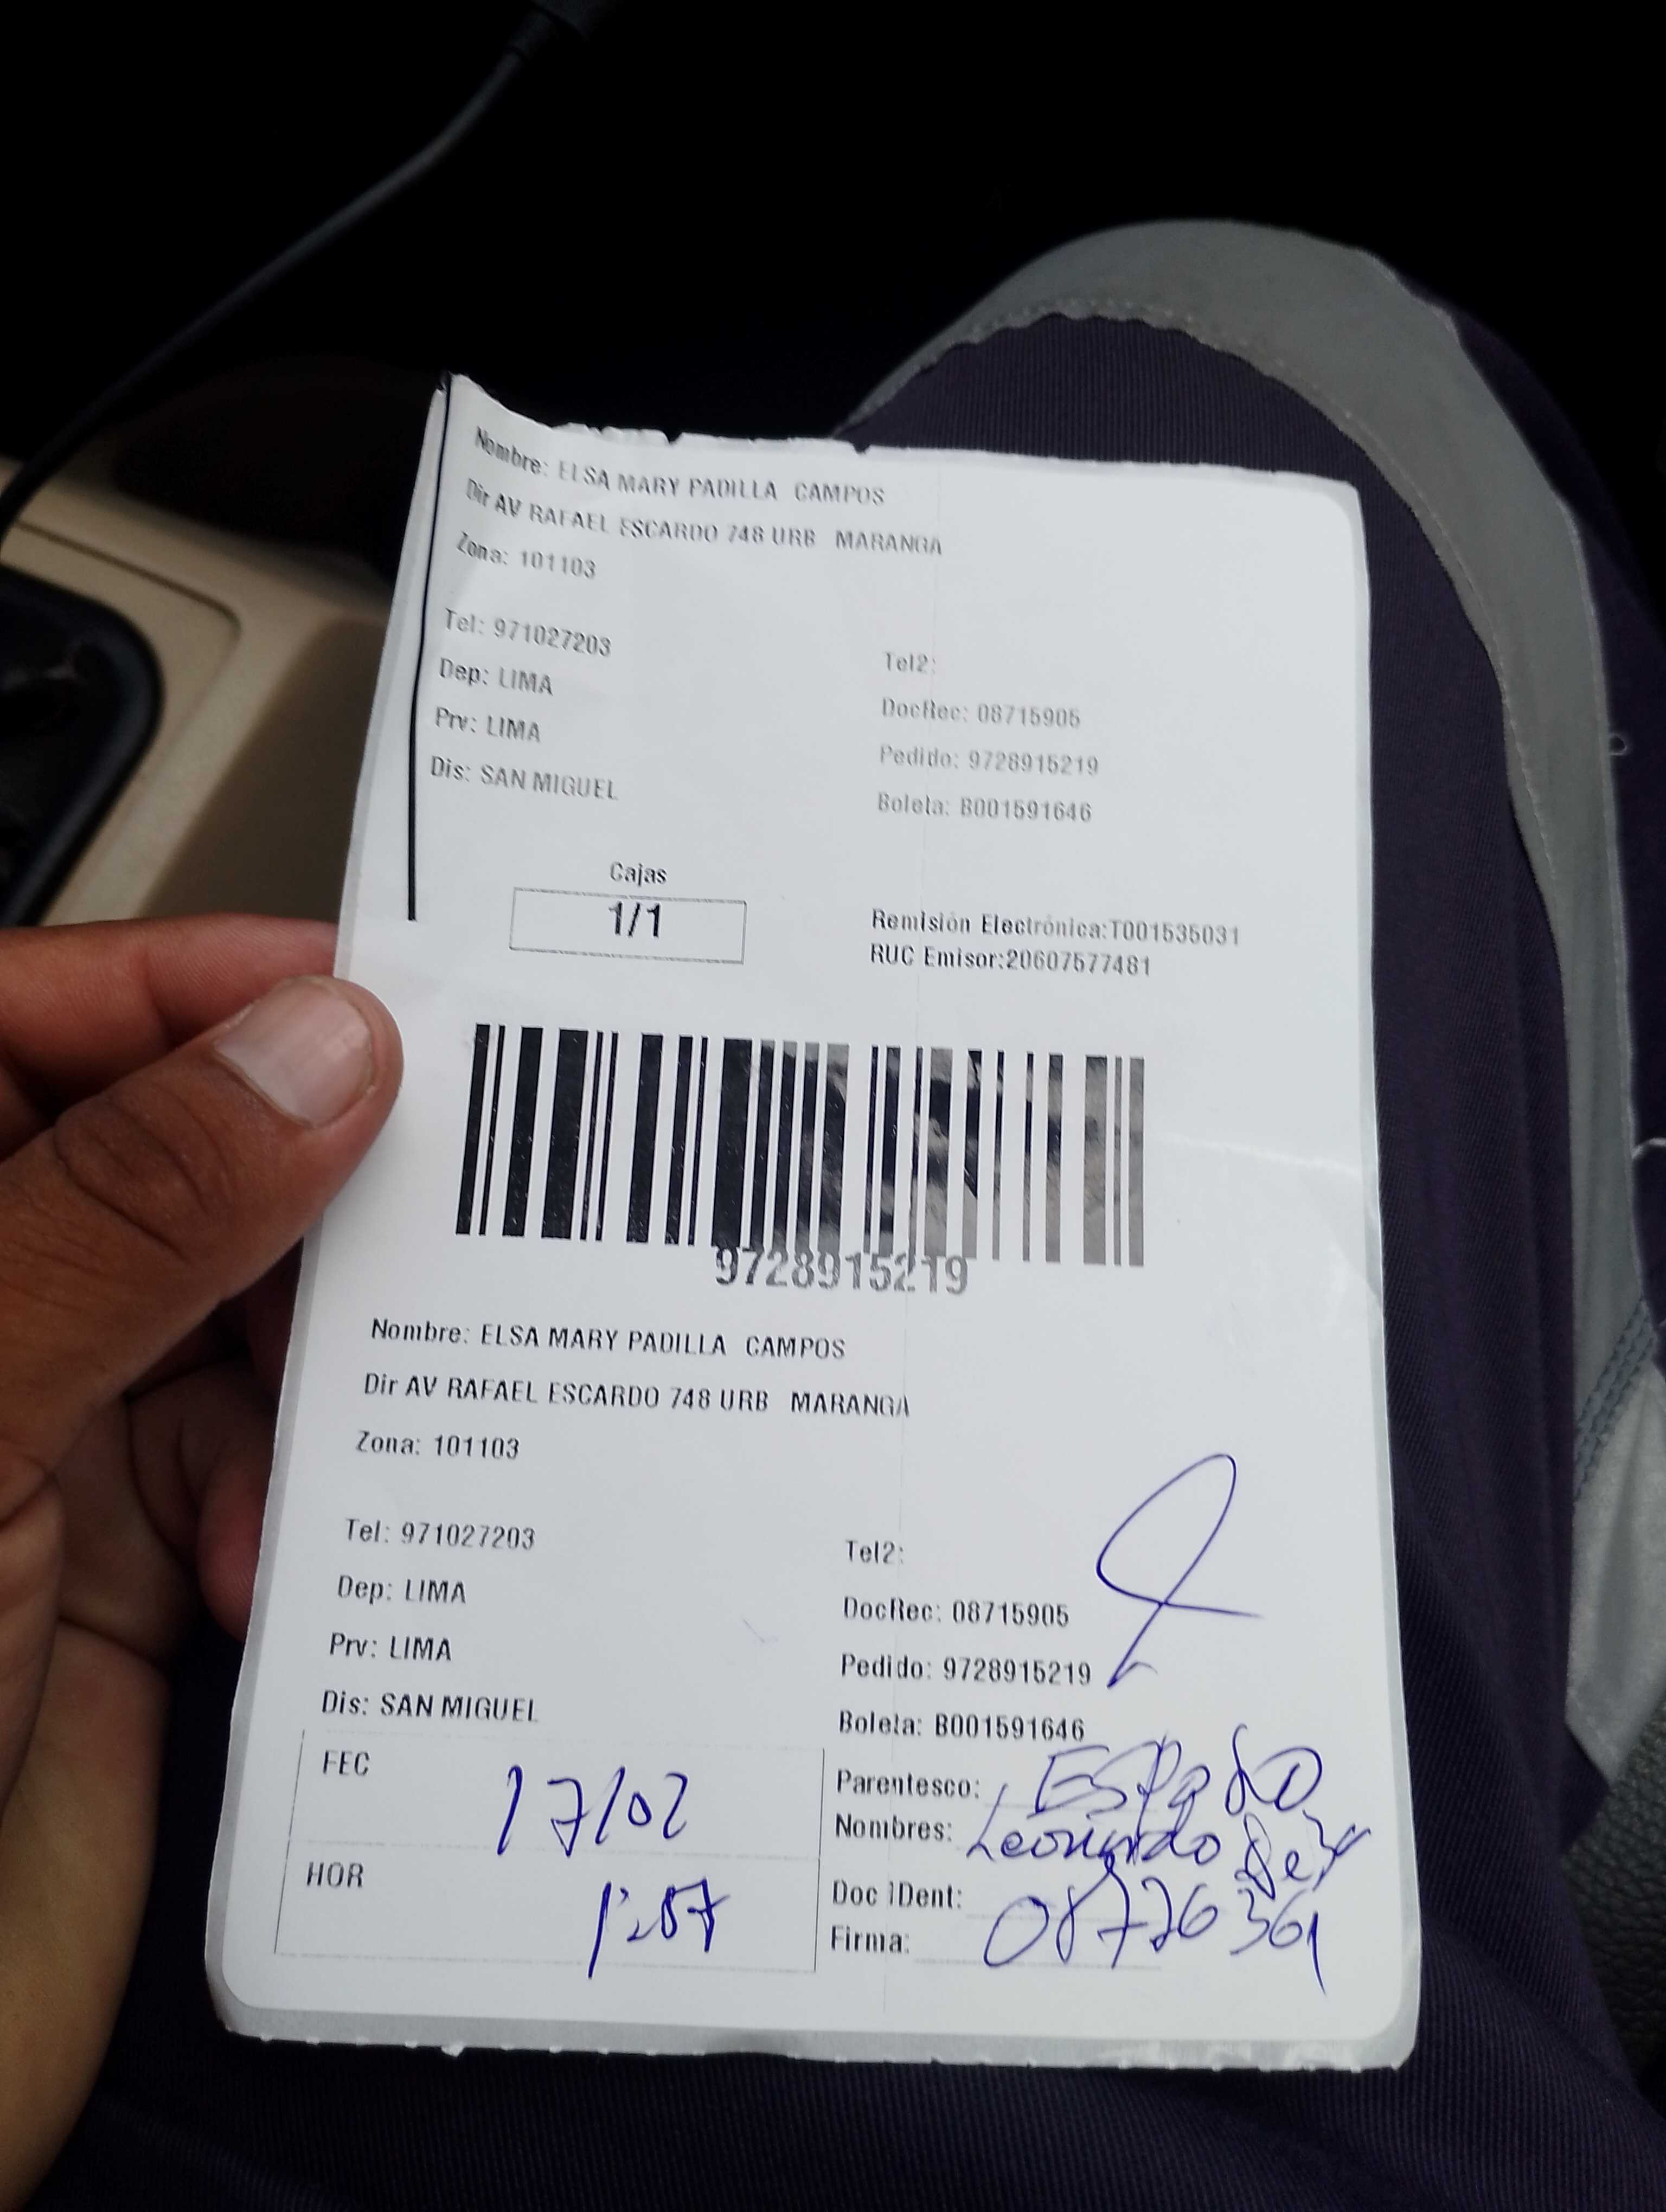 Nombre: ELSA MARY PADILLA CAMPOS
Dir AV RAFAEL ESCARDO 748 URB MARANGA
Zona: 101103
Tel: 971027203
Tel2:
Dep: LIMA
DocRec: 08715905
Prv: LIMA
Pedido: 9728915219
Dis: SAN MIGUEL
Boleta: B001591646
Cajas
1/1
Remisión Electrónica:T001535031
RUC Emisor:20607577481
9728915219
Nombre: ELSA MARY PADILLA CAMPOS
Dir AV RAFAEL ESCARDO 748 URB MARANGA
Zona: 101103
Tel: 971027203
Tel2:
Dep: LIMA
DocRec: 08715905
Prv: LIMA
Pedido: 9728915219
Dis: SAN MIGUEL
Boleta: B001591646
FEC 17/02
Parentesco:
Nombres: Leonardo
HOR
Doc iDent: 08776361
Firma: